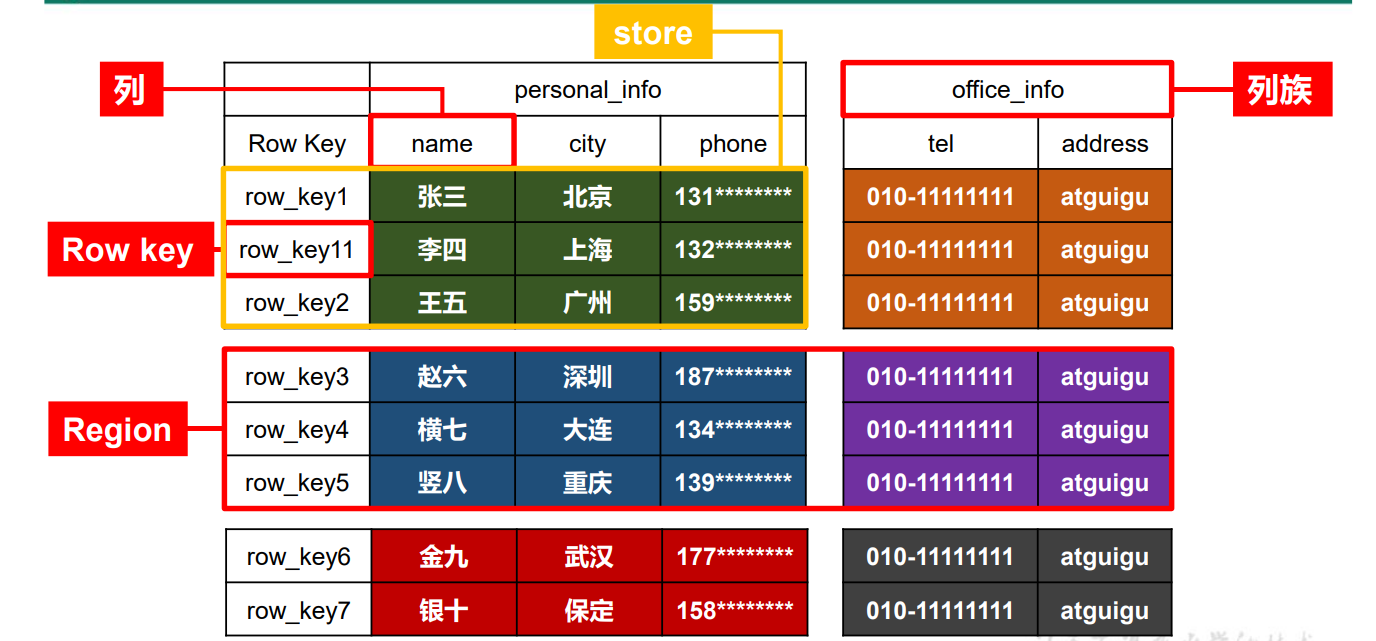 store
列
personal_info
office_info
列族
Row Key name city phone tel address
row_key1 张三 北京 131******** 010-11111111 atguigu
Row key
row_key11 李四 上海 132******** 010-11111111 atguigu
row_key2 王五 广州 159******** 010-11111111 atguigu
row_key3 赵六 深圳 187******** 010-11111111 atguigu
Region
row_key4 横七 大连 134******** 010-11111111 atguigu
row_key5 竖八 重庆 139******** 010-11111111 atguigu
row_key6 金九 武汉 177******** 010-11111111 atguigu
row_key7 银十 保定 158******** 010-11111111 atguigu